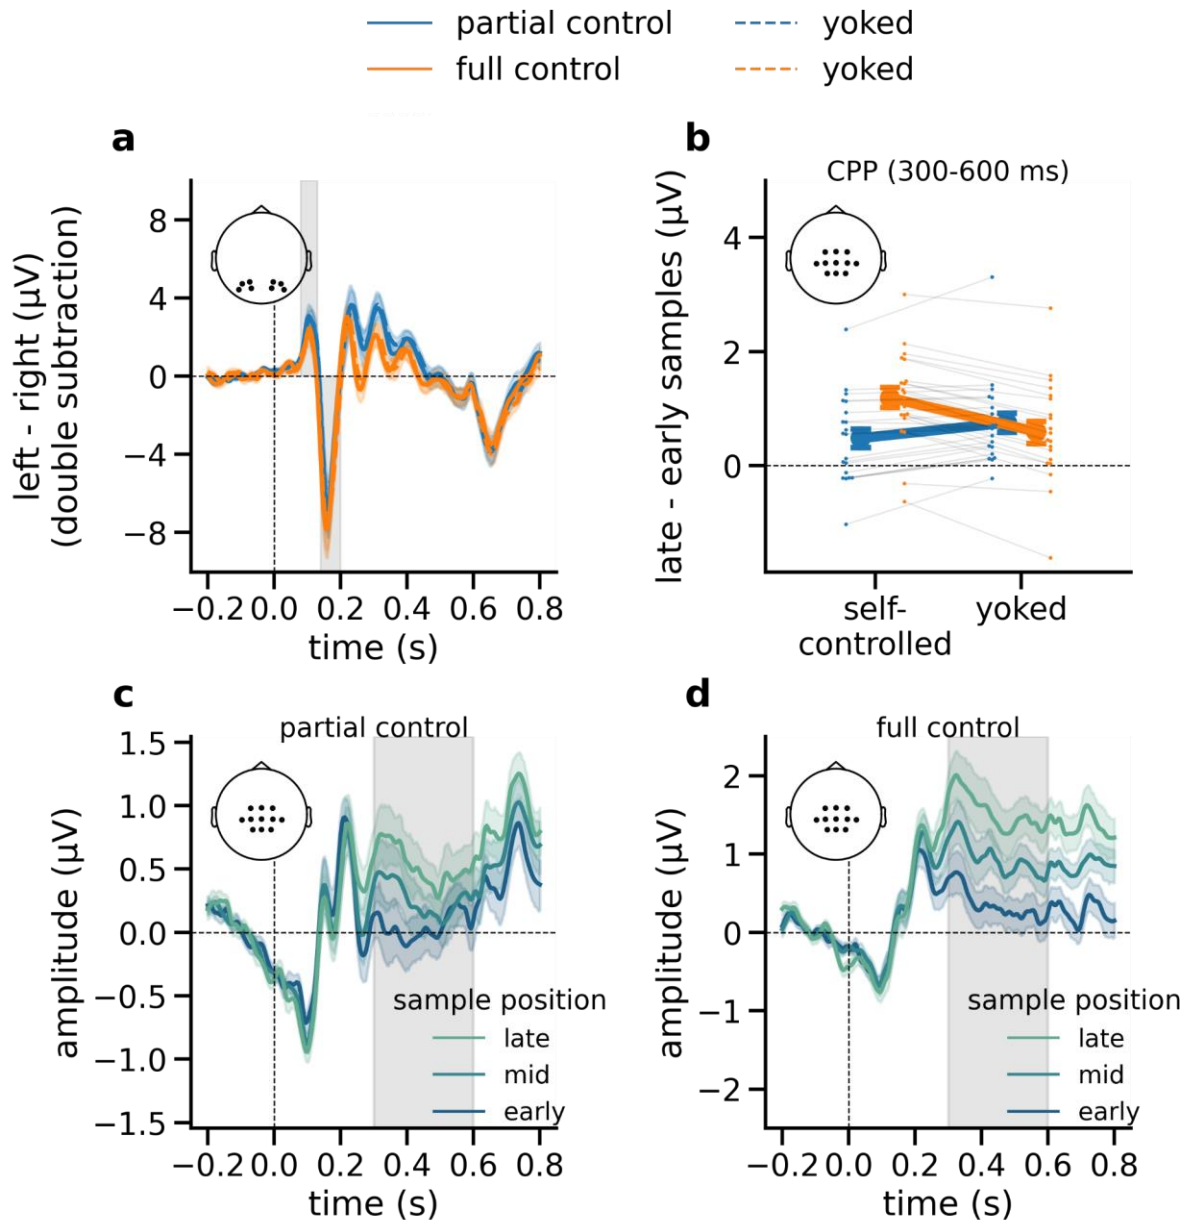 partial control
yoked
full control
yoked
a
left - right (µV)
(double subtraction)
8
4
0
−4
−8
−0.2 0.0 0.2 0.4 0.6 0.8
time (s)
b
CPP (300-600 ms)
late - early samples (µV)
4
2
0
self-
controlled
yoked
c
partial control
amplitude (µV)
1.5
1.0
0.5
0.0
−0.5
−1.0
−1.5
sample position
late
mid
early
−0.2 0.0 0.2 0.4 0.6 0.8
time (s)
d
full control
amplitude (µV)
2
1
0
−1
−2
sample position
late
mid
early
−0.2 0.0 0.2 0.4 0.6 0.8
time (s)